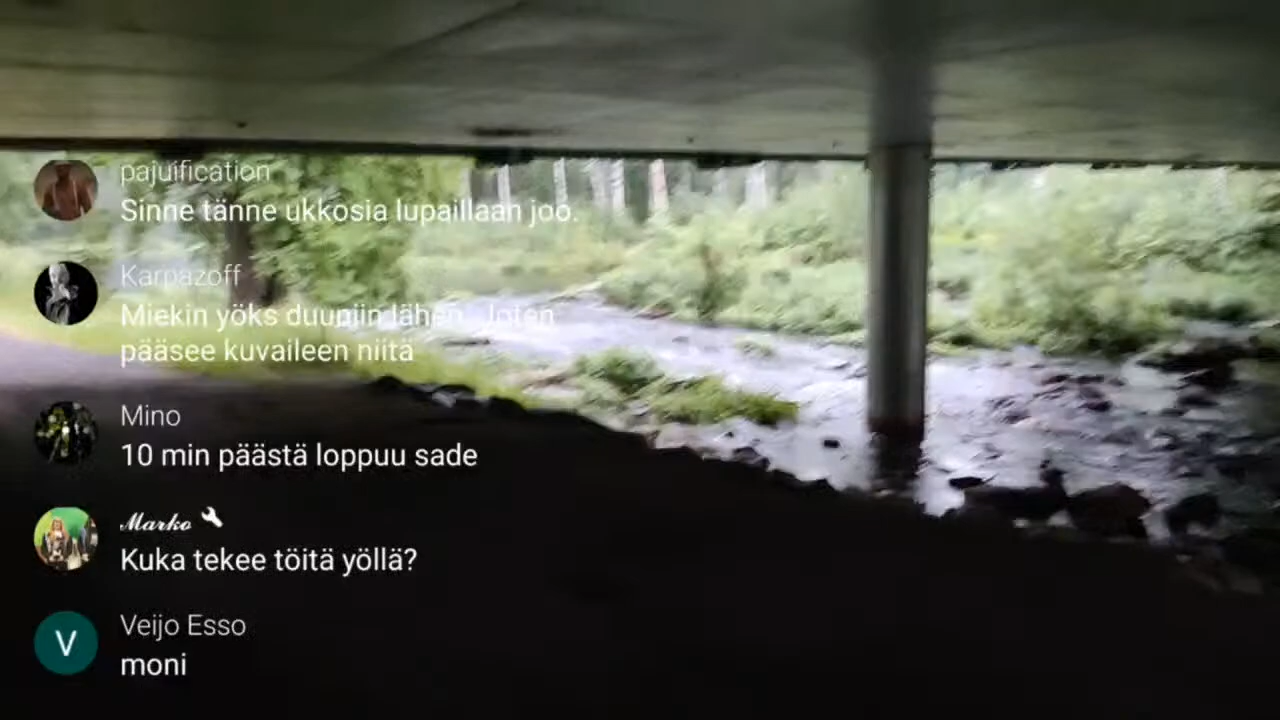 pajuification
Sinne tänne ukkosia lupaillaan joo.
Karpazoff
Miekin yöks duuniin lähen. Joten
pääsee kuvaileen niitä
Mino
10 min päästä loppuu sade
Marko
Kuka tekee töitä yöllä?
V
Veijo Esso
moni